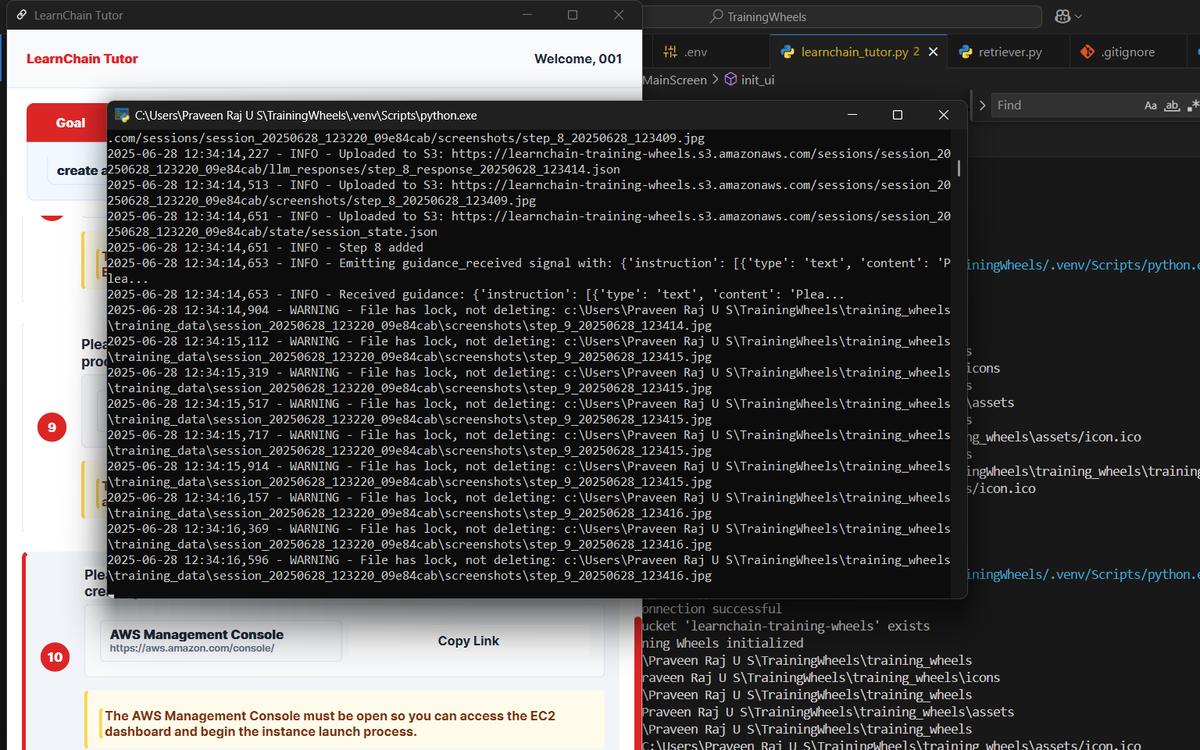 LearnChain Tutor
TrainingWheels
LearnChain Tutor
Welcome, 001
.env
learnchain_tutor.py 2
retriever.py
.gitignore
MainScreen > init_ui
Find
Aa
ab
Goal
create a
C:\Users\Praveen Raj U S\TrainingWheels\.venv\Scripts\python.exe
.com/sessions/session_20250628_123220_09e84cab/screenshots/step_8_20250628_123409.jpg
2025-06-28 12:34:14,227 - INFO - Uploaded to S3: https://learnchain-training-wheels.s3.amazonaws.com/sessions/session_20
250628_123220_09e84cab/llm_responses/step_8_response_20250628_123414.json
2025-06-28 12:34:14,513 - INFO - Uploaded to S3: https://learnchain-training-wheels.s3.amazonaws.com/sessions/session_20
250628_123220_09e84cab/screenshots/step_8_20250628_123409.jpg
2025-06-28 12:34:14,651 - INFO - Uploaded to S3: https://learnchain-training-wheels.s3.amazonaws.com/sessions/session_20
250628_123220_09e84cab/state/session_state.json
2025-06-28 12:34:14,651 - INFO - Step 8 added
2025-06-28 12:34:14,653 - INFO - Emitting guidance_received signal with: {'instruction': [{'type': 'text', 'content': 'P
lea...
2025-06-28 12:34:14,653 - INFO - Received guidance: {'instruction': [{'type': 'text', 'content': 'Plea...
2025-06-28 12:34:14,904 - WARNING - File has lock, not deleting: c:\Users\Praveen Raj U S\TrainingWheels\training_wheels
\training_data\session_20250628_123220_09e84cab\screenshots\step_9_20250628_123414.jpg
2025-06-28 12:34:15,112 - WARNING - File has lock, not deleting: c:\Users\Praveen Raj U S\TrainingWheels\training_wheels
\training_data\session_20250628_123220_09e84cab\screenshots\step_9_20250628_123415.jpg
2025-06-28 12:34:15,319 - WARNING - File has lock, not deleting: c:\Users\Praveen Raj U S\TrainingWheels\training_wheels
\training_data\session_20250628_123220_09e84cab\screenshots\step_9_20250628_123415.jpg
2025-06-28 12:34:15,517 - WARNING - File has lock, not deleting: c:\Users\Praveen Raj U S\TrainingWheels\training_wheels
\training_data\session_20250628_123220_09e84cab\screenshots\step_9_20250628_123415.jpg
2025-06-28 12:34:15,717 - WARNING - File has lock, not deleting: c:\Users\Praveen Raj U S\TrainingWheels\training_wheels
\training_data\session_20250628_123220_09e84cab\screenshots\step_9_20250628_123415.jpg
2025-06-28 12:34:15,914 - WARNING - File has lock, not deleting: c:\Users\Praveen Raj U S\TrainingWheels\training_wheels
\training_data\session_20250628_123220_09e84cab\screenshots\step_9_20250628_123415.jpg
2025-06-28 12:34:16,157 - WARNING - File has lock, not deleting: c:\Users\Praveen Raj U S\TrainingWheels\training_wheels
\training_data\session_20250628_123220_09e84cab\screenshots\step_9_20250628_123416.jpg
2025-06-28 12:34:16,369 - WARNING - File has lock, not deleting: c:\Users\Praveen Raj U S\TrainingWheels\training_wheels
\training_data\session_20250628_123220_09e84cab\screenshots\step_9_20250628_123416.jpg
2025-06-28 12:34:16,596 - WARNING - File has lock, not deleting: c:\Users\Praveen Raj U S\TrainingWheels\training_wheels
\training_data\session_20250628_123220_09e84cab\screenshots\step_9_20250628_123416.jpg
Plea
proc
9
iningWheels/.venv/Scripts/python.e
s
icons
s
\assets
s
ng_wheels\assets/icon.ico
s
iningWheels\training_wheels\training
s/icon.ico
iningWheels/.venv/Scripts/python.e
Plea
crea
10
AWS Management Console
https://aws.amazon.com/console/
Copy Link
The AWS Management Console must be open so you can access the EC2
dashboard and begin the instance launch process.
onnection successful
ucket 'learnchain-training-wheels' exists
ning Wheels initialized
\Praveen Raj U S\TrainingWheels\training_wheels
raveen Raj U S\TrainingWheels\training_wheels\icons
\Praveen Raj U S\TrainingWheels\training_wheels
Praveen Raj U S\TrainingWheels\training_wheels\assets
\Praveen Raj U S\TrainingWheels\training_wheels
C:\Users\Praveen Raj U S\TrainingWheels\training_wheels\assets/icon.ico